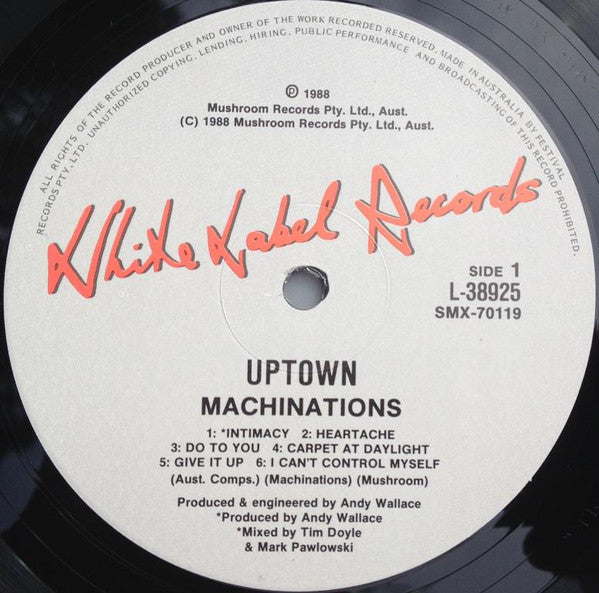 ALL RIGHTS OF THE RECORD PRODUCER AND OWNER OF THE WORK RECORDED RESERVED.
UNAUTHORIZED COPYING, LENDING, HIRING, PUBLIC PERFORMANCE AND BROADCASTING OF THIS RECORD PROHIBITED.
MADE IN AUSTRALIA BY FESTIVAL RECORDS PTY. LTD.
℗ 1988
Mushroom Records Pty. Ltd., Aust.
(C) 1988 Mushroom Records Pty. Ltd., Aust.
White Label Records
SIDE 1
L-38925
SMX-70119
UPTOWN
MACHINATIONS
1: *INTIMACY 2: HEARTACHE
3: DO TO YOU 4: CARPET AT DAYLIGHT
5: GIVE IT UP 6: I CAN'T CONTROL MYSELF
(Aust. Comps.) (Machinations) (Mushroom)
Produced & engineered by Andy Wallace
*Produced by Andy Wallace
*Mixed by Tim Doyle
& Mark Pawlowski